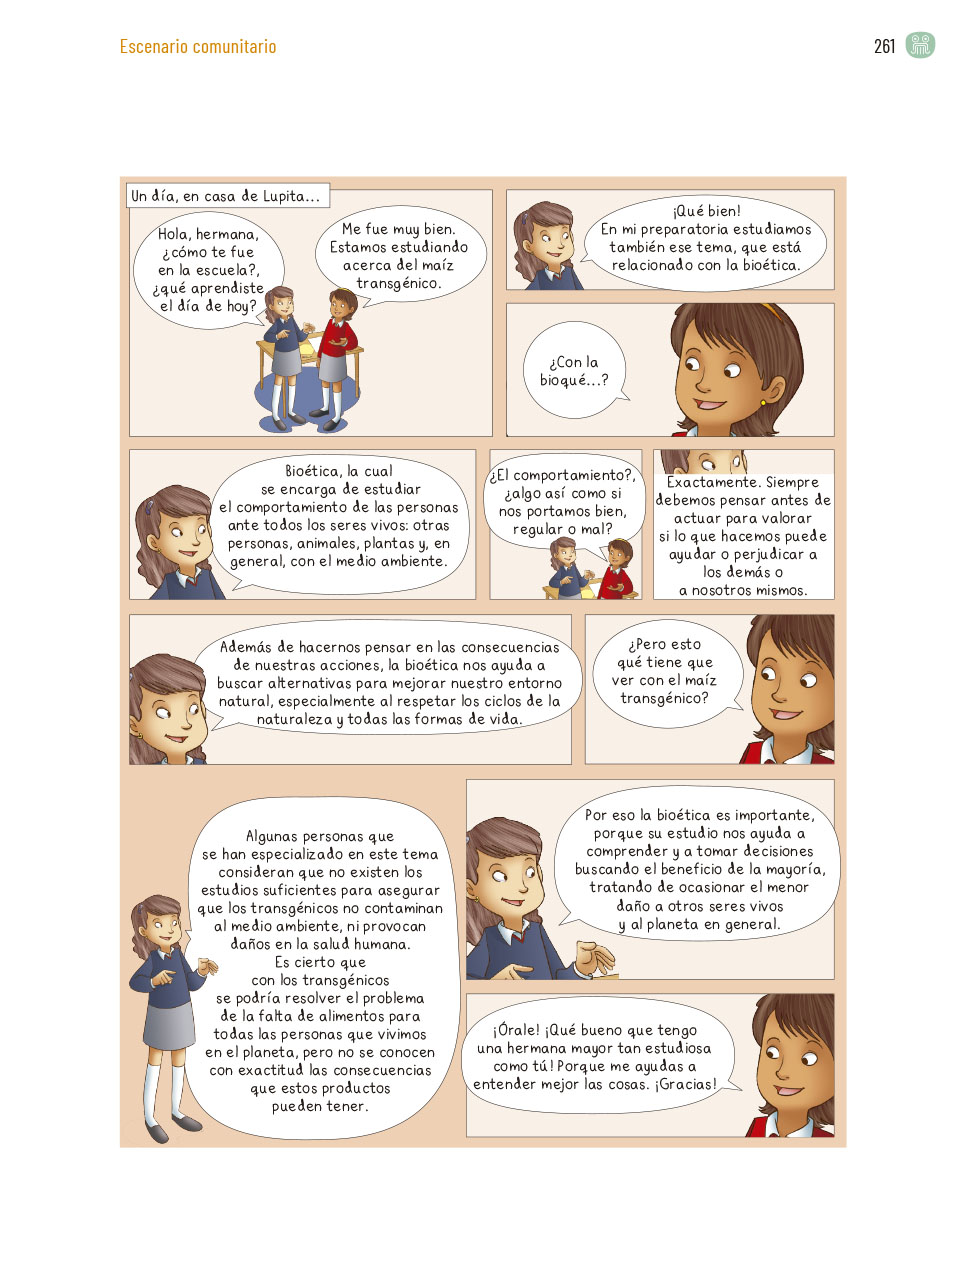 Escenario comunitario
261
Un día, en casa de Lupita...
Hola, hermana,
¿cómo te fue
en la escuela?,
¿qué aprendiste
el día de hoy?
Me fue muy bien.
Estamos estudiando
acerca del maíz
transgénico.
¡Qué bien!
En mi preparatoria estudiamos
también ese tema, que está
relacionado con la bioética.
¿Con la
bioqué...?
Bioética, la cual
se encarga de estudiar
el comportamiento de las personas
ante todos los seres vivos: otras
personas, animales, plantas y, en
general, con el medio ambiente.
¿El comportamiento?,
¿algo así como si
nos portamos bien,
regular o mal?
Exactamente. Siempre
debemos pensar antes de
actuar para valorar
si lo que hacemos puede
ayudar o perjudicar a
los demás o
a nosotros mismos.
Además de hacernos pensar en las consecuencias
de nuestras acciones, la bioética nos ayuda a
buscar alternativas para mejorar nuestro entorno
natural, especialmente al respetar los ciclos de la
naturaleza y todas las formas de vida.
¿Pero esto
qué tiene que
ver con el maíz
transgénico?
Algunas personas que
se han especializado en este tema
consideran que no existen los
estudios suficientes para asegurar
que los transgénicos no contaminan
al medio ambiente, ni provocan
daños en la salud humana.
Es cierto que
con los transgénicos
se podría resolver el problema
de la falta de alimentos para
todas las personas que vivimos
en el planeta, pero no se conocen
con exactitud las consecuencias
que estos productos
pueden tener.
Por eso la bioética es importante,
porque su estudio nos ayuda a
comprender y a tomar decisiones
buscando el beneficio de la mayoría,
tratando de ocasionar el menor
daño a otros seres vivos
y al planeta en general.
¡Órale! ¡Qué bueno que tengo
una hermana mayor tan estudiosa
como tú! Porque me ayudas a
entender mejor las cosas. ¡Gracias!